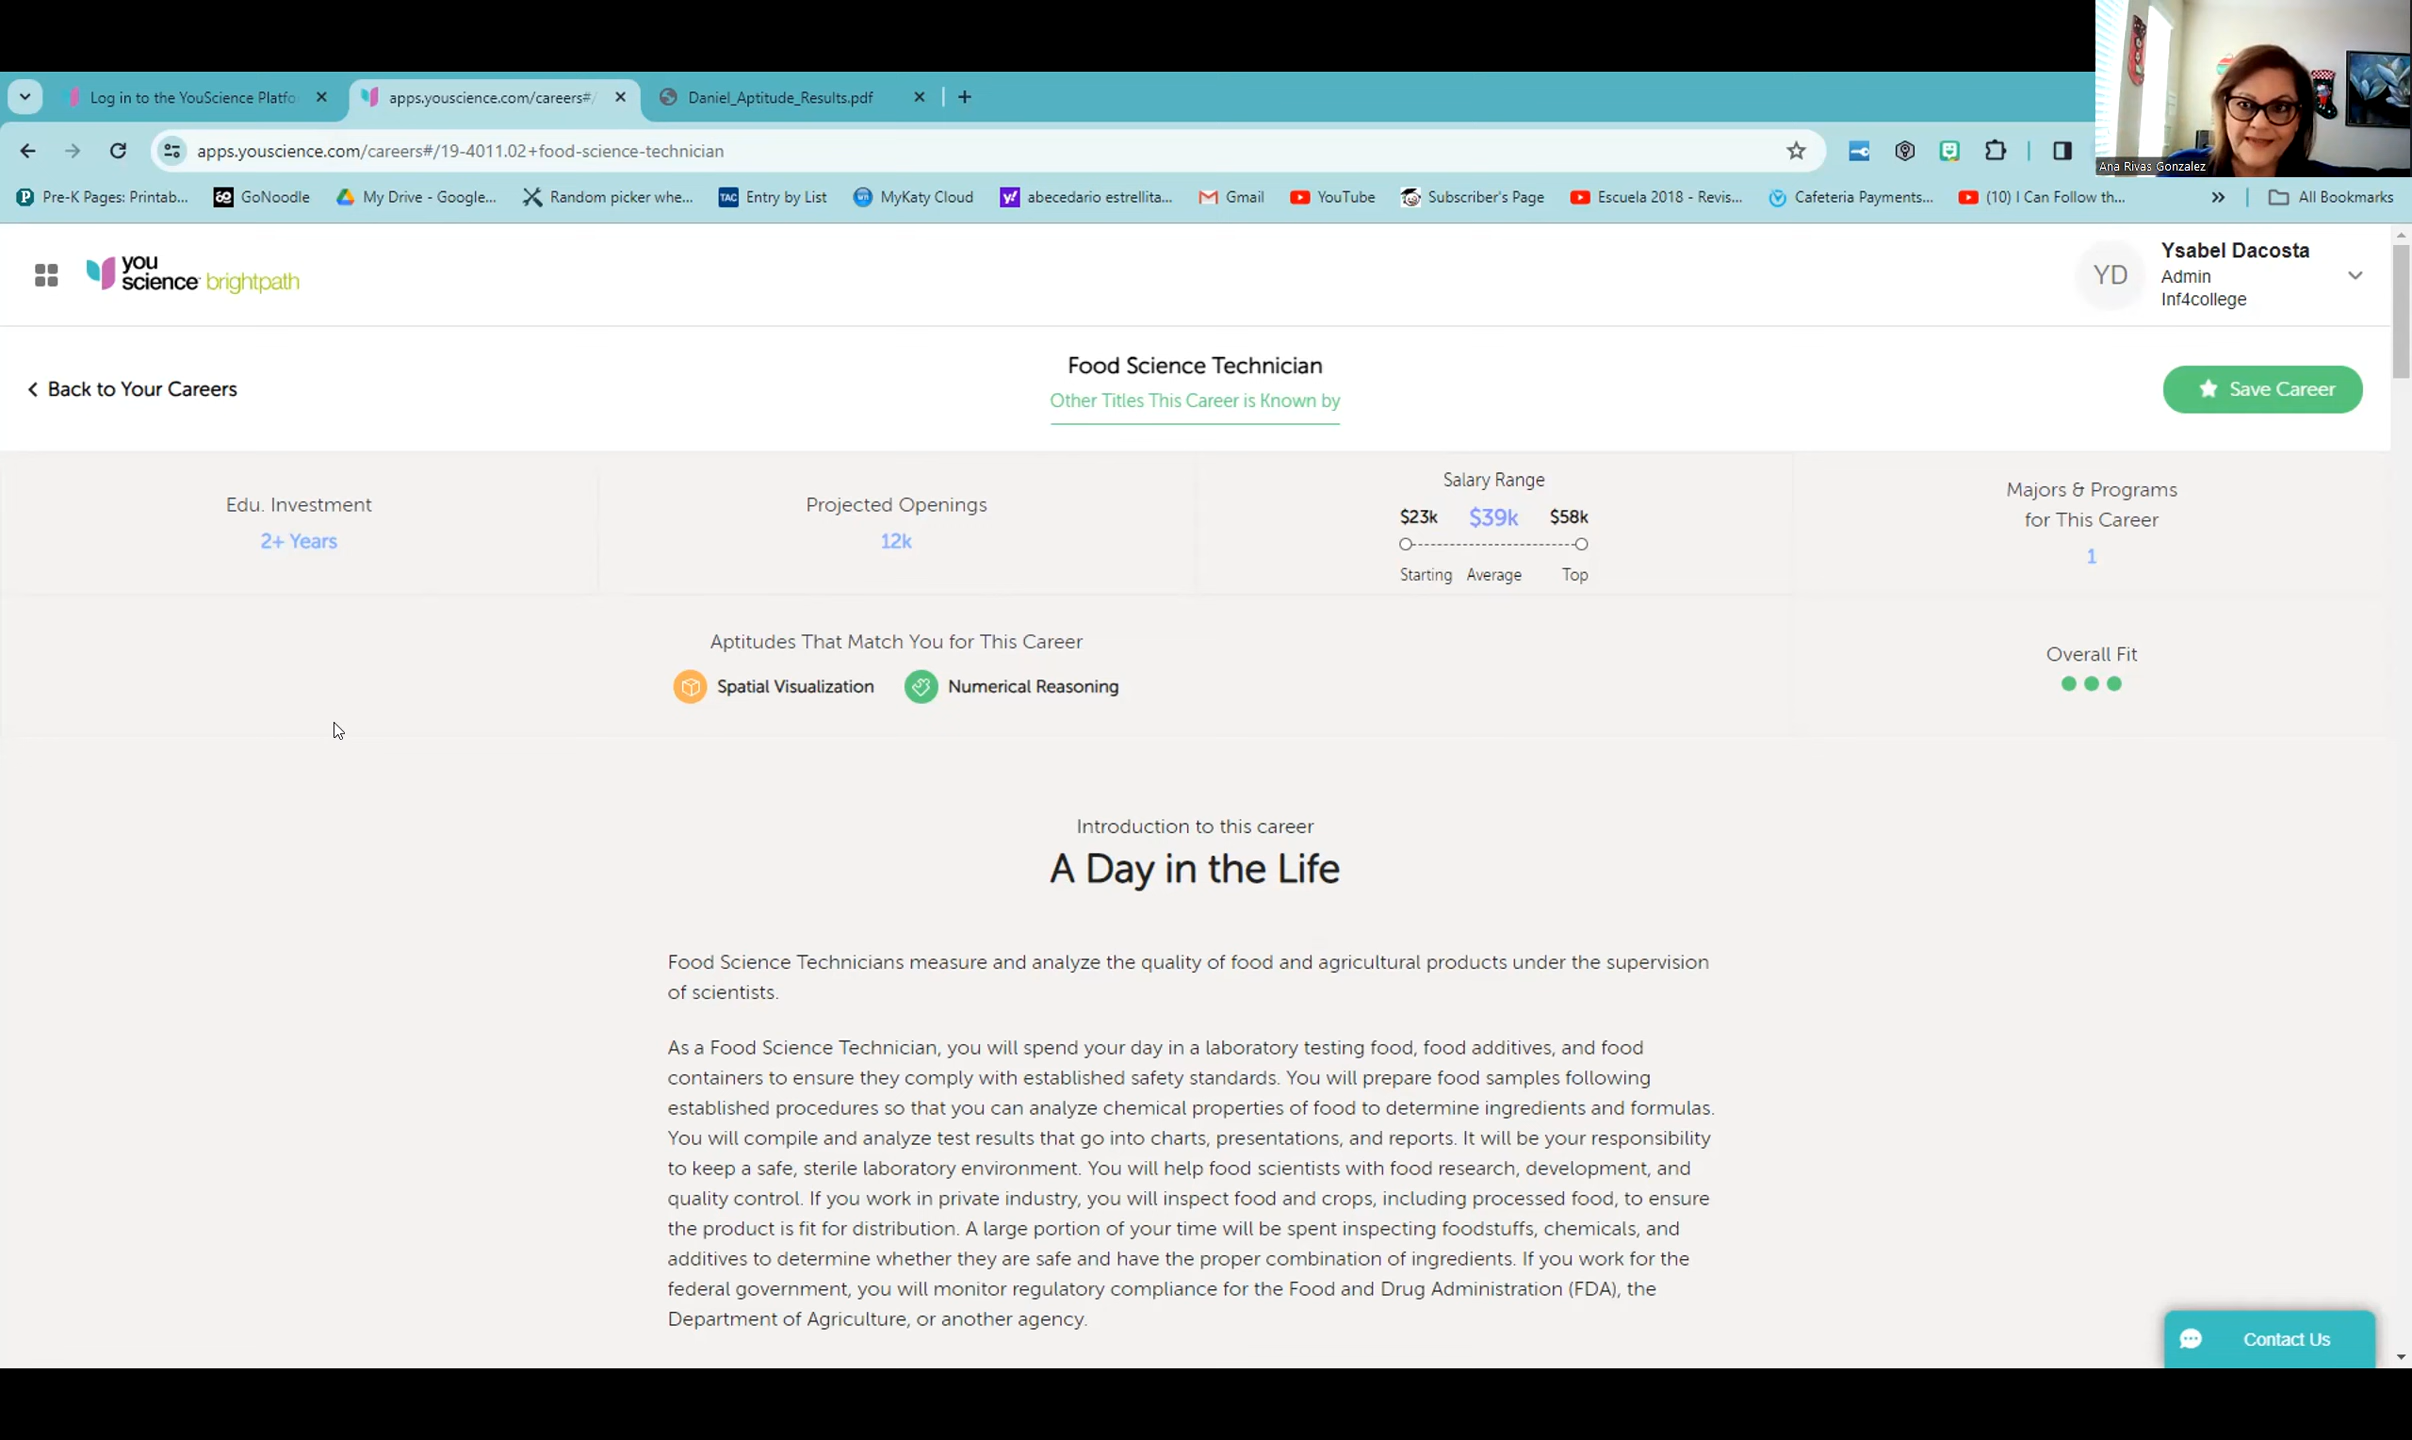 Log in to the YouScience Platfo
apps.youscience.com/careers#/
Daniel_Aptitude_Results.pdf
apps.youscience.com/careers#/19-4011.02+food-science-technician
Ana Rivas Gonzalez
Pre-K Pages: Printab...
GoNoodle
My Drive - Google...
Random picker whe...
TAC
Entry by List
MyKaty Cloud
abecedario estrellita...
Gmail
YouTube
Subscriber's Page
Escuela 2018 - Revis...
Cafeteria Payments...
(10) I Can Follow th...
All Bookmarks
you
science brightpath
YD
Ysabel Dacosta
Admin
Inf4college
Back to Your Careers
Food Science Technician
Other Titles This Career is Known by
Save Career
Edu. Investment
2+ Years
Projected Openings
12k
Salary Range
$23k $39k $58k
Starting Average Top
Majors & Programs
for This Career
1
Aptitudes That Match You for This Career
Spatial Visualization Numerical Reasoning
Overall Fit
Introduction to this career
A Day in the Life
Food Science Technicians measure and analyze the quality of food and agricultural products under the supervision
of scientists.
As a Food Science Technician, you will spend your day in a laboratory testing food, food additives, and food
containers to ensure they comply with established safety standards. You will prepare food samples following
established procedures so that you can analyze chemical properties of food to determine ingredients and formulas.
You will compile and analyze test results that go into charts, presentations, and reports. It will be your responsibility
to keep a safe, sterile laboratory environment. You will help food scientists with food research, development, and
quality control. If you work in private industry, you will inspect food and crops, including processed food, to ensure
the product is fit for distribution. A large portion of your time will be spent inspecting foodstuffs, chemicals, and
additives to determine whether they are safe and have the proper combination of ingredients. If you work for the
federal government, you will monitor regulatory compliance for the Food and Drug Administration (FDA), the
Department of Agriculture, or another agency.
Contact Us